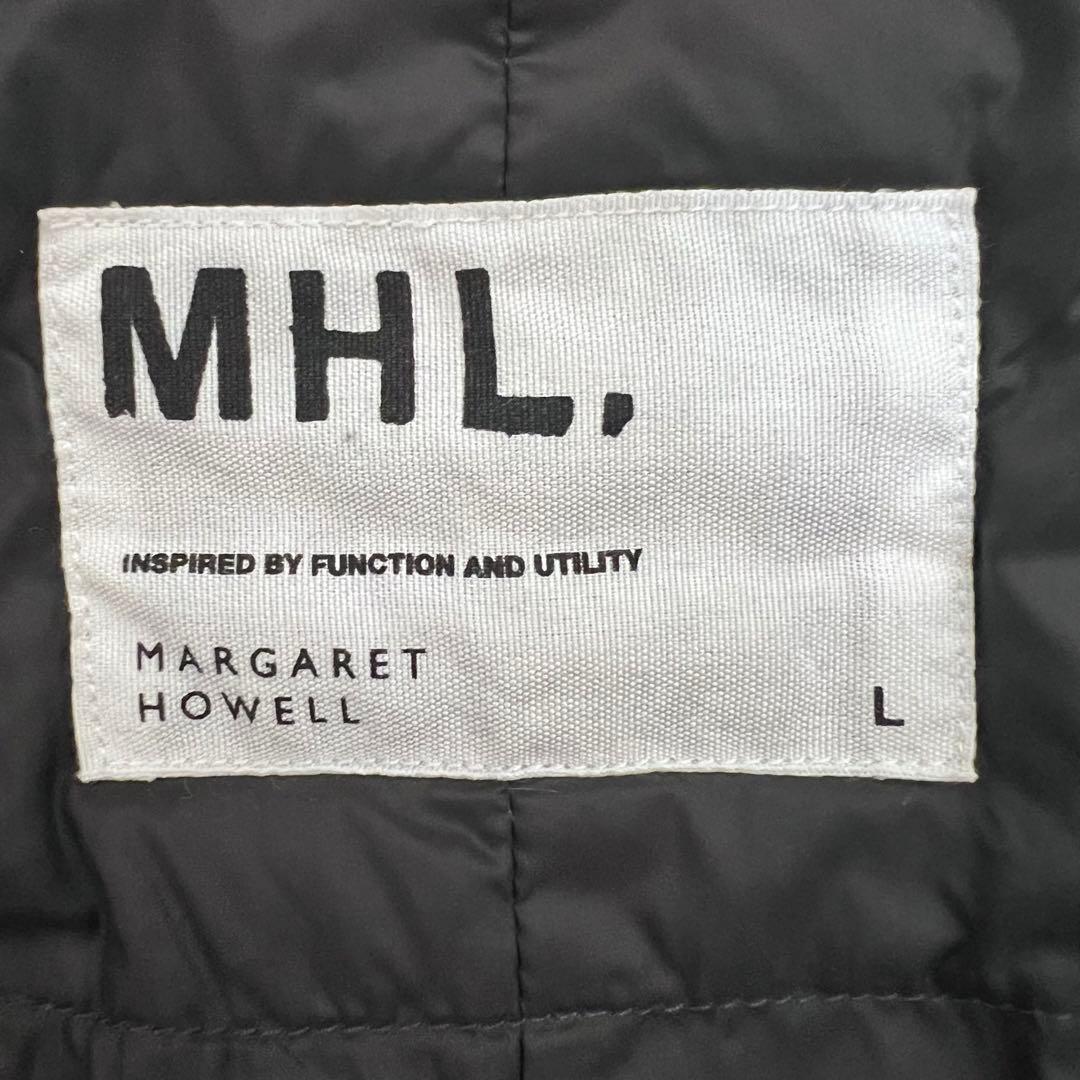 MHL.
INSPIRED BY FUNCTION AND UTILITY
MARGARET
HOWELL
L